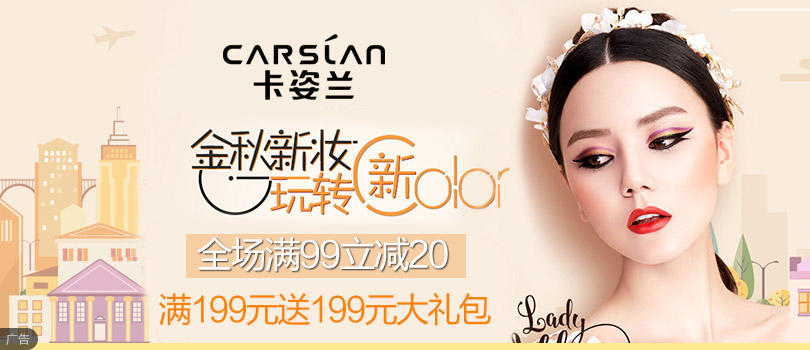 CARSLAN
卡姿兰
金秋新妆
玩转新Color
全场满99立减20
满199元送199元大礼包
Lady
广告